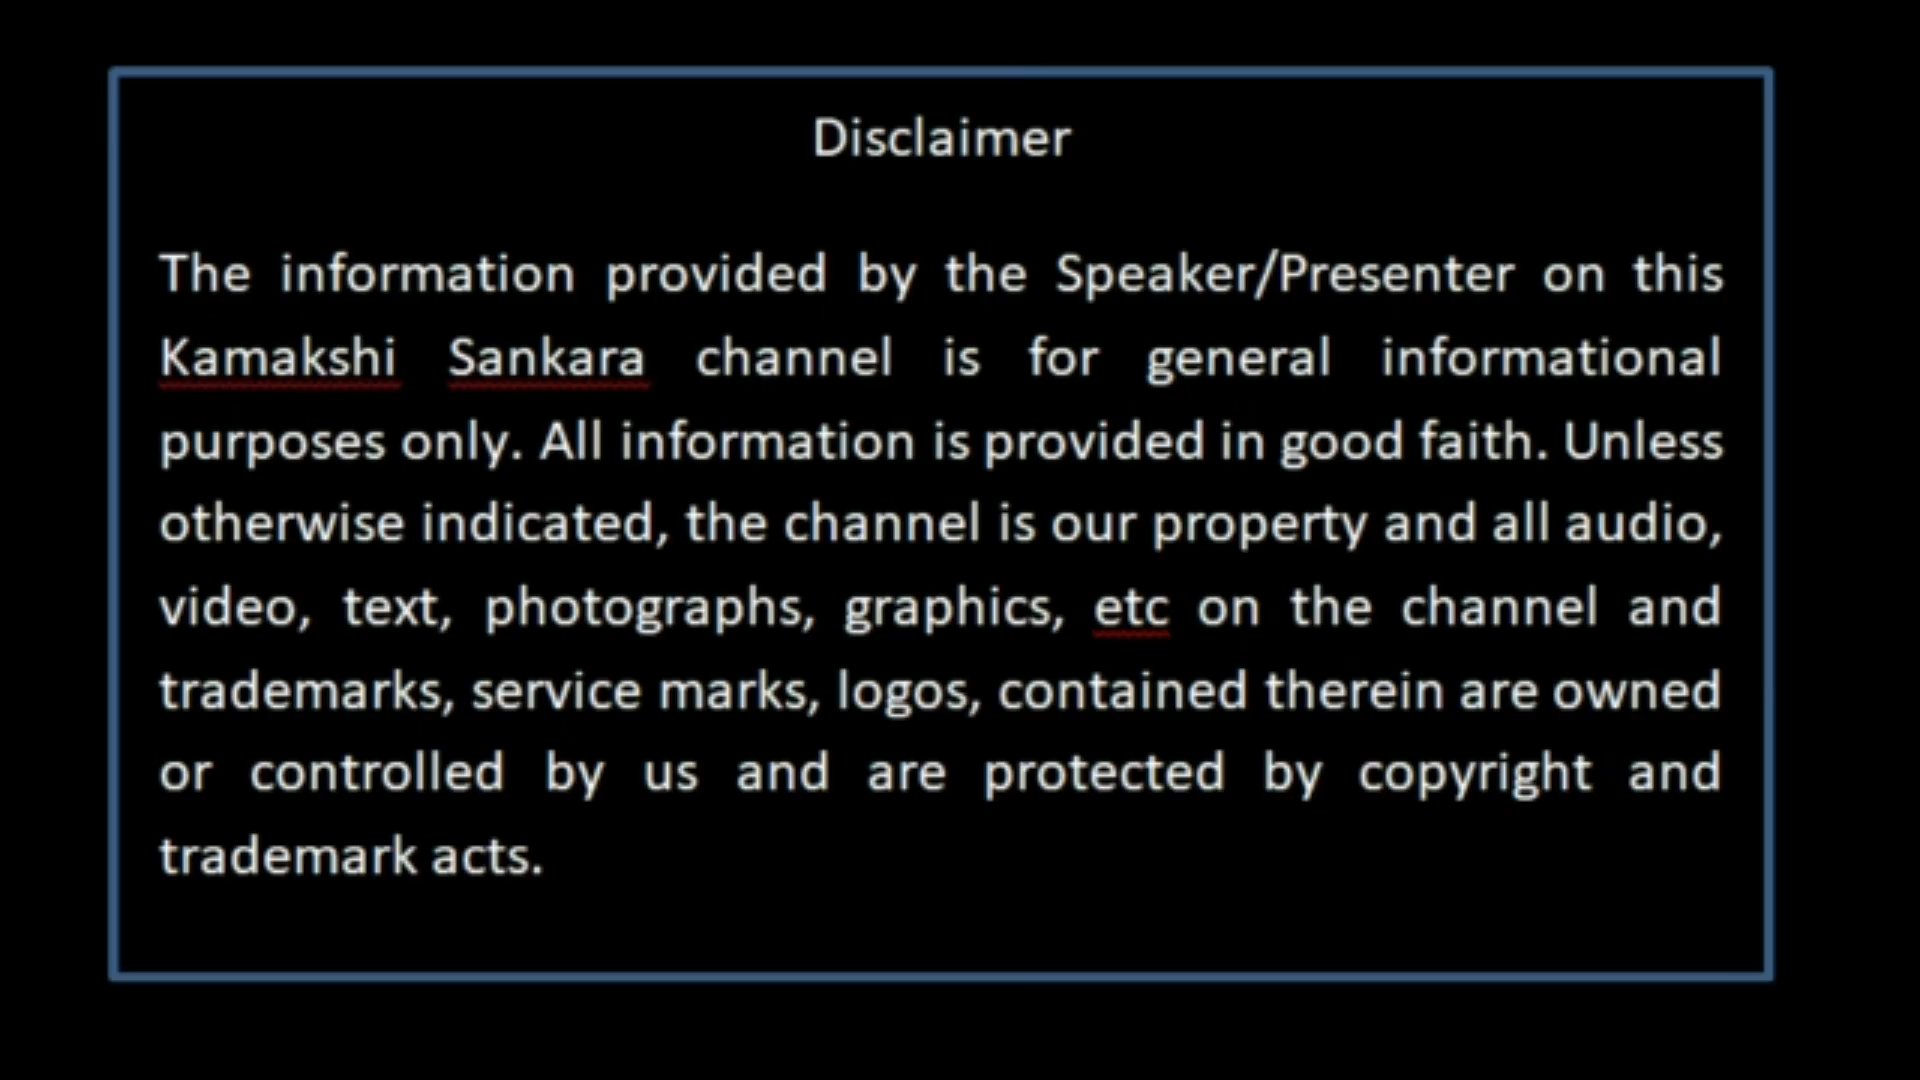 Disclaimer
The information provided by the Speaker/Presenter on this
Kamakshi Sankara channel is for general informational
purposes only. All information is provided in good faith. Unless
otherwise indicated, the channel is our property and all audio,
video, text, photographs, graphics, etc on the channel and
trademarks, service marks, logos, contained therein are owned
or controlled by us and are protected by copyright and
trademark acts.